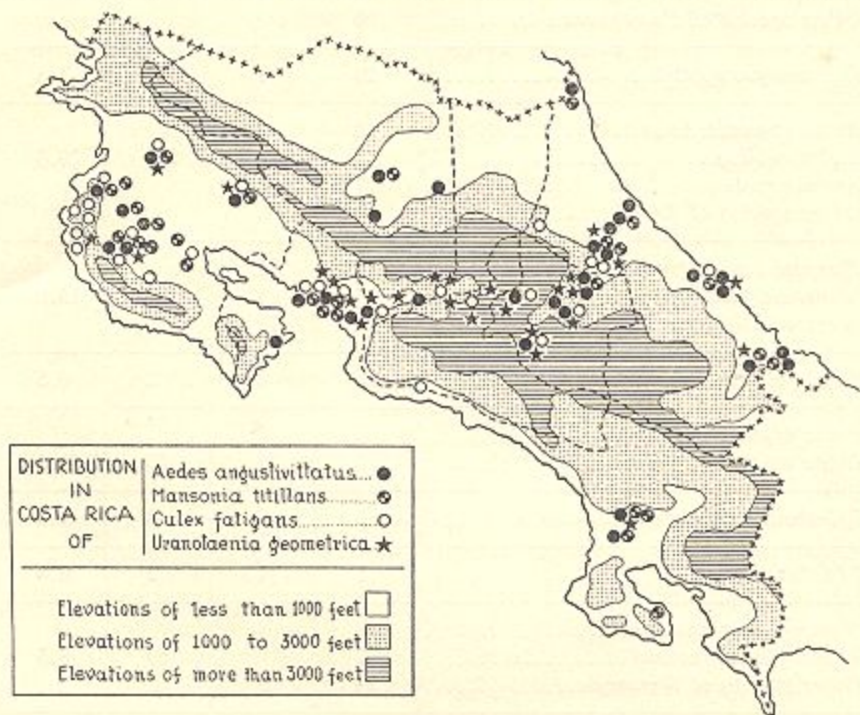 DISTRIBUTION
IN
COSTA RICA
OF
Aedes angustivittatus
Mansonia titillans
Culex fatigans
Uranotaenia geometrica
Elevations of less than 1000 feet
Elevations of 1000 to 3000 feet
Elevations of more than 3000 feet